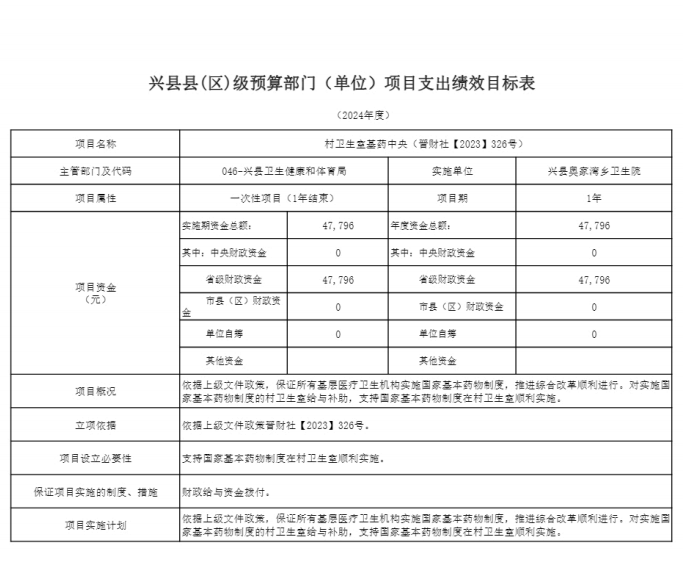 兴县县(区)级预算部门（单位）项目支出绩效目标表
（2024年度）
项目名称 村卫生室基药中央（晋财社【2023】326号）
主管部门及代码 046-兴县卫生健康和体育局 实施单位 兴县奥家湾乡卫生院
项目属性 一次性项目（1年结束） 项目期 1年
项目资金
（元）
实施期资金总额： 47,796 年度资金总额： 47,796
其中：中央财政资金 0 其中：中央财政资金 0
省级财政资金 47,796 省级财政资金 47,796
市县（区）财政资
金 0 市县（区）财政资金 0
单位自筹 0 单位自筹 0
其他资金 其他资金
项目概况 依据上级文件政策，保证所有基层医疗卫生机构实施国家基本药物制度，推进综合改革顺利进行。对实施国
家基本药物制度的村卫生室给与补助，支持国家基本药物制度在村卫生室顺利实施。
立项依据 依据上级文件政策晋财社【2023】326号。
项目设立必要性 支持国家基本药物制度在村卫生室顺利实施。
保证项目实施的制度、措施 财政给与资金拨付。
项目实施计划 依据上级文件政策，保证所有基层医疗卫生机构实施国家基本药物制度，推进综合改革顺利进行。对实施国
家基本药物制度的村卫生室给与补助，支持国家基本药物制度在村卫生室顺利实施。